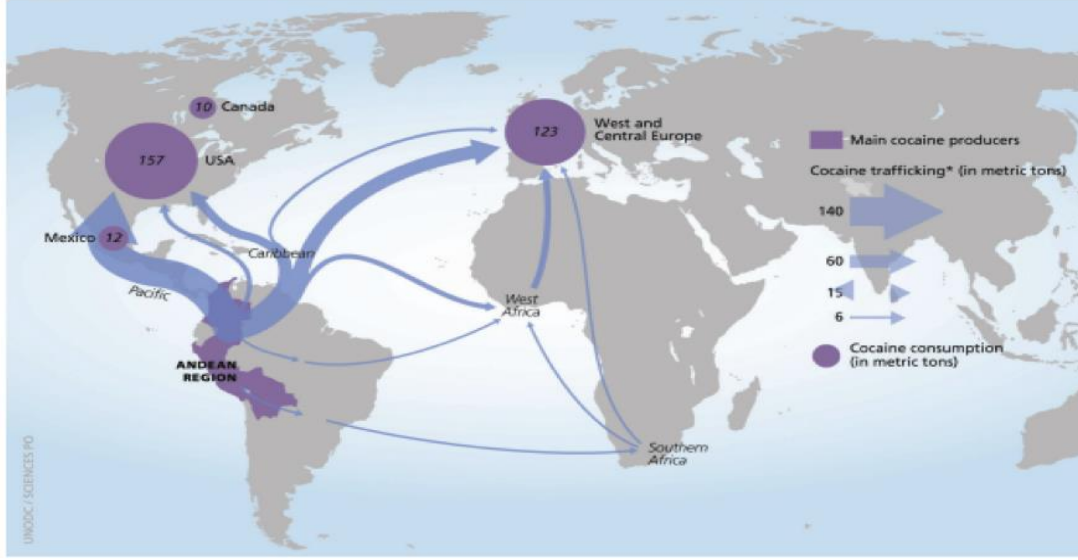 10 Canada
157 USA
123
West and
Central Europe
Main cocaine producers
Cocaine trafficking* (in metric tons)
140
60
15
6
Cocaine consumption
(in metric tons)
Mexico 12
Caribbean
Pacific
West
Africa
ANDEAN
REGION
Southern
Africa
UNODC / SCIENCES PO